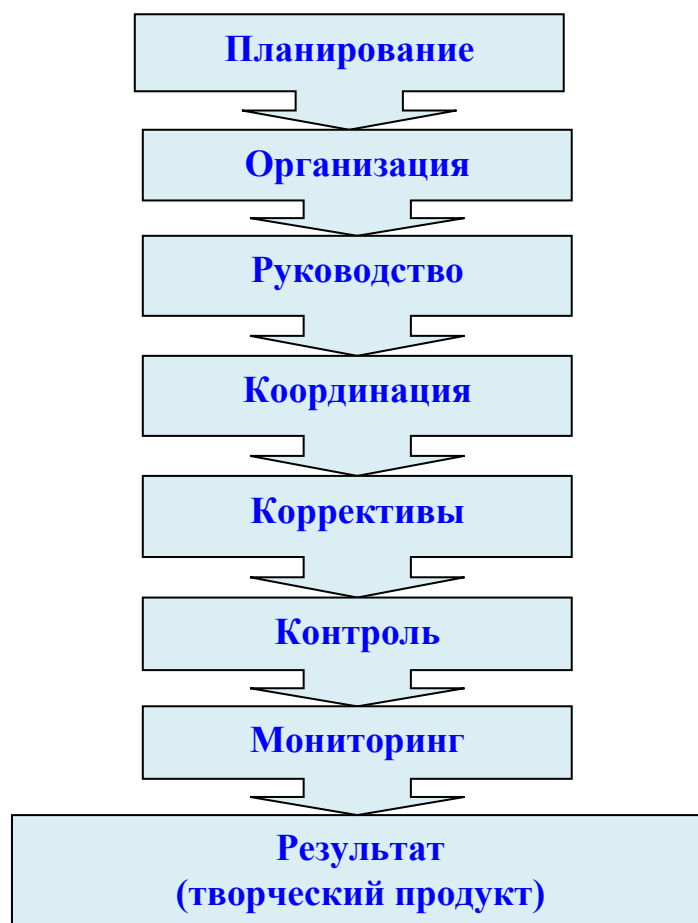 Планирование
Организация
Руководство
Координация
Коррективы
Контроль
Мониторинг
Результат
(творческий продукт)